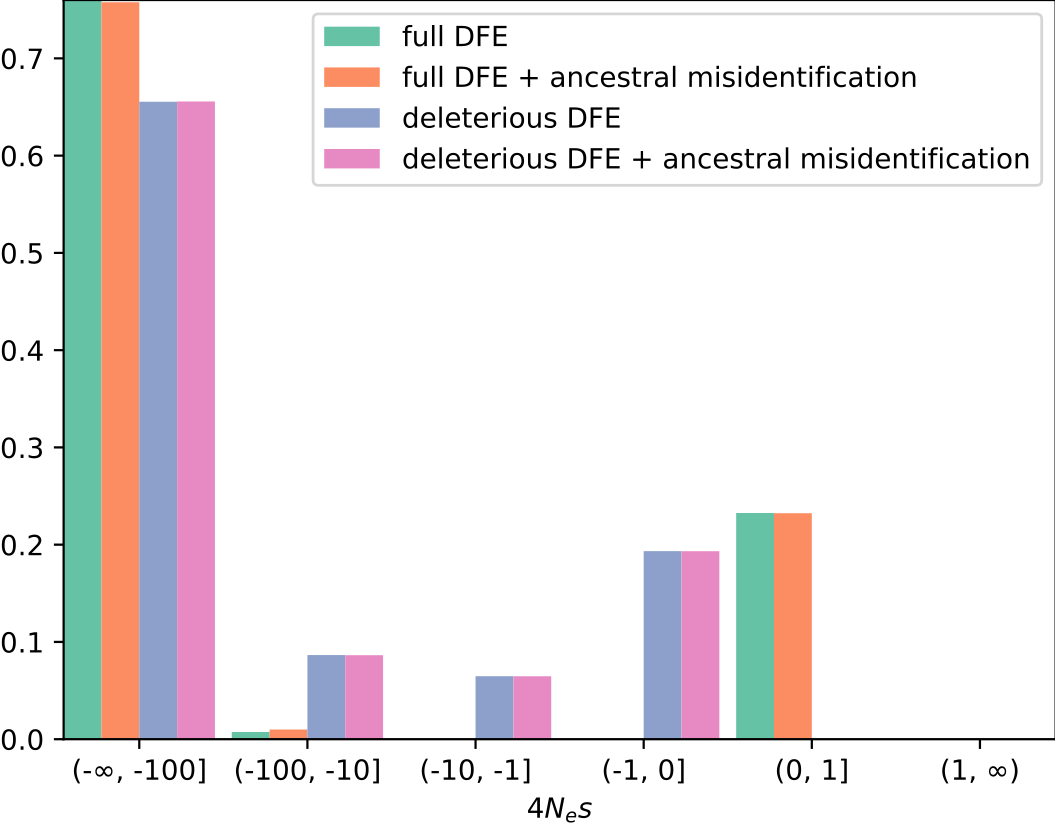 full DFE
full DFE + ancestral misidentification
deleterious DFE
deleterious DFE + ancestral misidentification
0.7
0.6
0.5
0.4
0.3
0.2
0.1
0.0
(-∞, -100] (-100, -10] (-10, -1] (-1, 0] (0, 1] (1, ∞)
4Nₑs